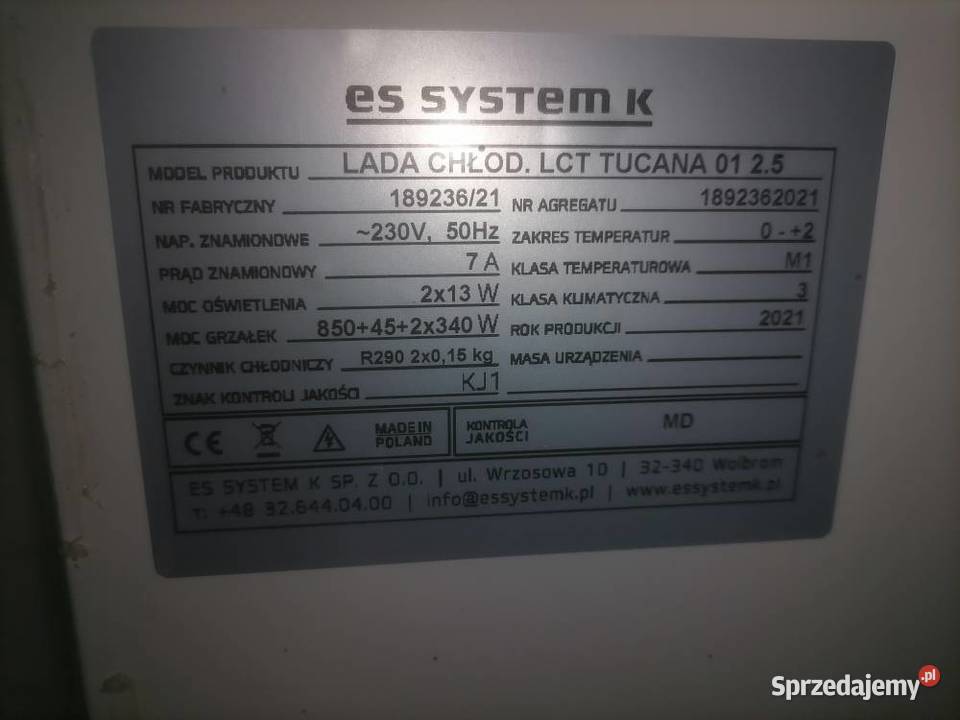 es system k
MODEL PRODUKTU LADA CHŁOD. LCT TUCANA 01 2.5
NR FABRYCZNY 189236/21 NR AGREGATU 1892362021
NAP. ZNAMIONOWE ~230V, 50Hz ZAKRES TEMPERATUR 0 - +2
PRĄD ZNAMIONOWY 7 A KLASA TEMPERATUROWA M1
MOC OŚWIETLENIA 2x13 W KLASA KLIMATYCZNA 3
MOC GRZAŁEK 850+45+2x340 W ROK PRODUKCJI 2021
CZYNNIK CHŁODNICZY R290 2x0,15 kg MASA URZĄDZENIA
ZNAK KONTROLI JAKOŚCI KJ1
CE MADE IN POLAND KONTROLA JAKOŚCI MD
ES SYSTEM K SP. Z O.O. | ul. Wrzosowa 10 | 32-340 Wolbrom
T: +48 32.644.04.00 | info@essystemk.pl | www.essystemk.pl
Sprzedajemy.pl